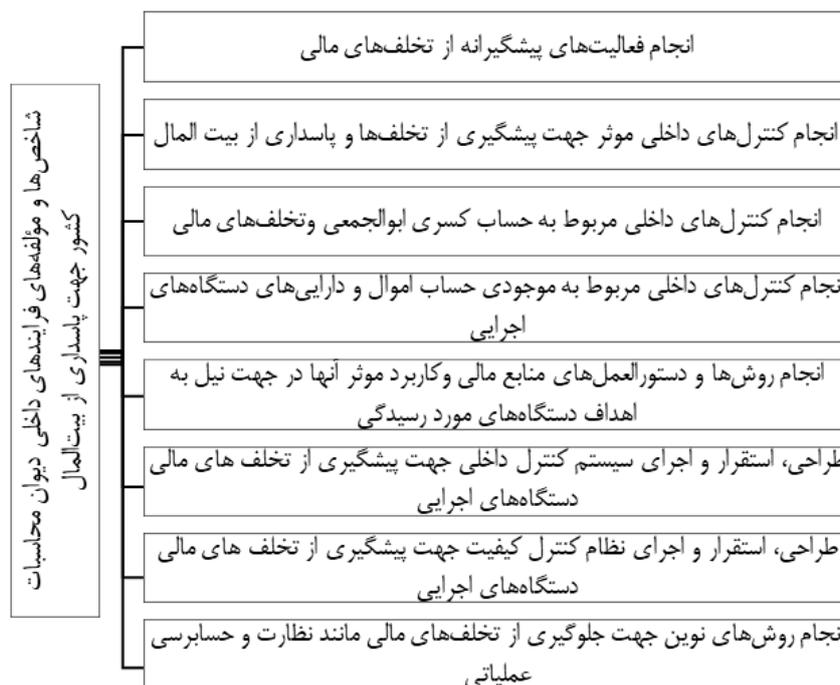 شاخص‌ها و مؤلفه‌های فرایندهای داخلی دیوان محاسبات
کشور جهت پاسداری از بیت‌المال
انجام فعالیت‌های پیشگیرانه از تخلف‌های مالی
انجام کنترل‌های داخلی موثر جهت پیشگیری از تخلف‌ها و پاسداری از بیت المال
انجام کنترل‌های داخلی مربوط به حساب کسری ابوالجمعی وتخلف‌های مالی
نجام کنترل‌های داخلی مربوط به موجودی حساب اموال و دارایی‌های دستگاه‌های
اجرایی
انجام روش‌ها و دستورالعمل‌های منابع مالی وکاربرد موثر آنها در جهت نیل به
اهداف دستگاه‌های مورد رسیدگی
طراحی، استقرار و اجرای سیستم کنترل داخلی جهت پیشگیری از تخلف های مالی
دستگاه‌های اجرایی
طراحی، استقرار و اجرای نظام کنترل کیفیت جهت پیشگیری از تخلف های مالی
دستگاه‌های اجرایی
نجام روش‌های نوین جهت جلوگیری از تخلف‌های مالی مانند نظارت و حسابرسی
عملیاتی